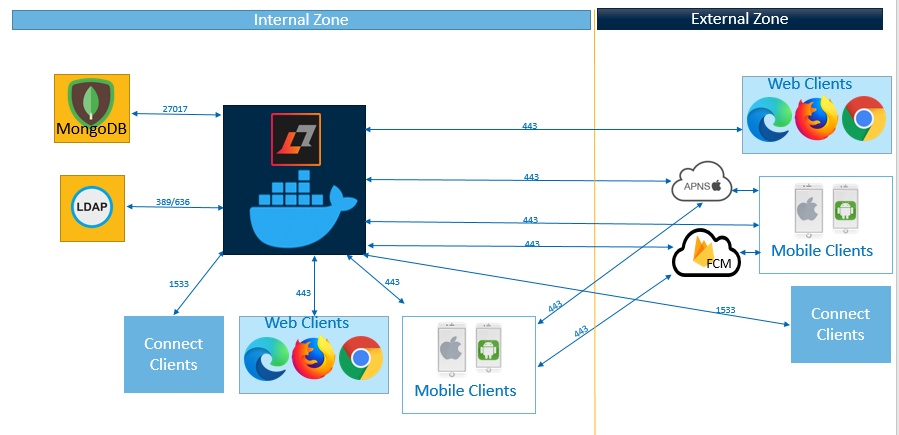 Internal Zone
External Zone
MongoDB
27017
443
Web Clients
LDAP
389/636
443
APNS
443
443
FCM
Mobile Clients
1533
443
443
443
443
1533
Connect
Clients
Web Clients
Mobile Clients
Connect
Clients